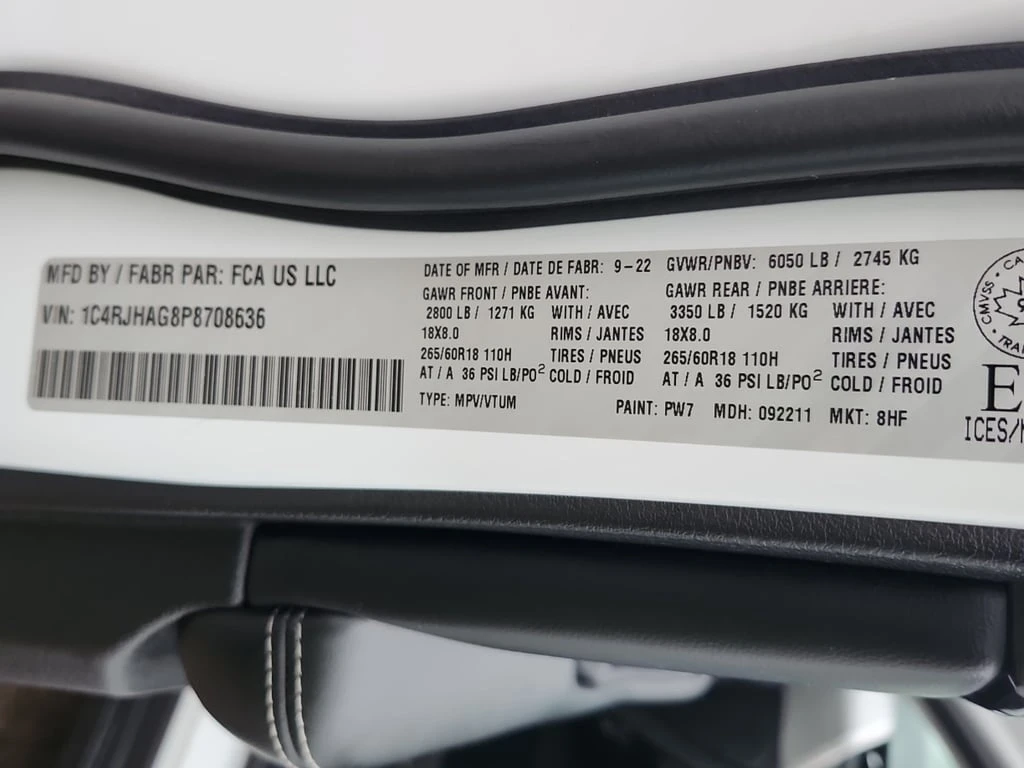 MFD BY / FABR PAR: FCA US LLC
VIN: 1C4RJHAG8P8708636
DATE OF MFR / DATE DE FABR: 9-22 GVWR/PNBV: 6050 LB / 2745 KG
GAWR FRONT / PNBE AVANT: GAWR REAR / PNBE ARRIERE:
2800 LB / 1271 KG WITH / AVEC 3350 LB / 1520 KG WITH / AVEC
18X8.0 RIMS / JANTES 18X8.0 RIMS / JANTES
265/60R18 110H TIRES / PNEUS 265/60R18 110H TIRES / PNEUS
AT / A 36 PSI LB/PO² COLD / FROID AT / A 36 PSI LB/PO² COLD / FROID
TYPE: MPV/VTUM PAINT: PW7 MDH: 092211 MKT: 8HF
CMVSS
E
ICES/